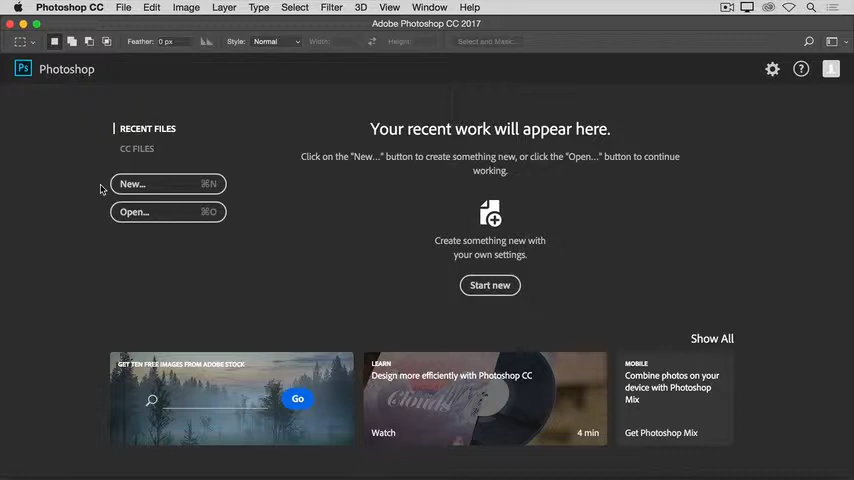 Photoshop CC File Edit Image Layer Type Select Filter 3D View Window Help
Adobe Photoshop CC 2017
Feather: 0 px Style: Normal Width: Height: Select and Mask...
Ps Photoshop
RECENT FILES
CC FILES
New... ⌘N
Open... ⌘O
Your recent work will appear here.
Click on the "New..." button to create something new, or click the "Open..." button to continue
working.
Create something new with
your own settings.
Start new
Show All
GET TEN FREE IMAGES FROM ADOBE STOCK
Go
LEARN
Design more efficiently with Photoshop CC
Clouds
Watch 4 min
MOBILE
Combine photos on your
device with Photoshop
Mix
Get Photoshop Mix